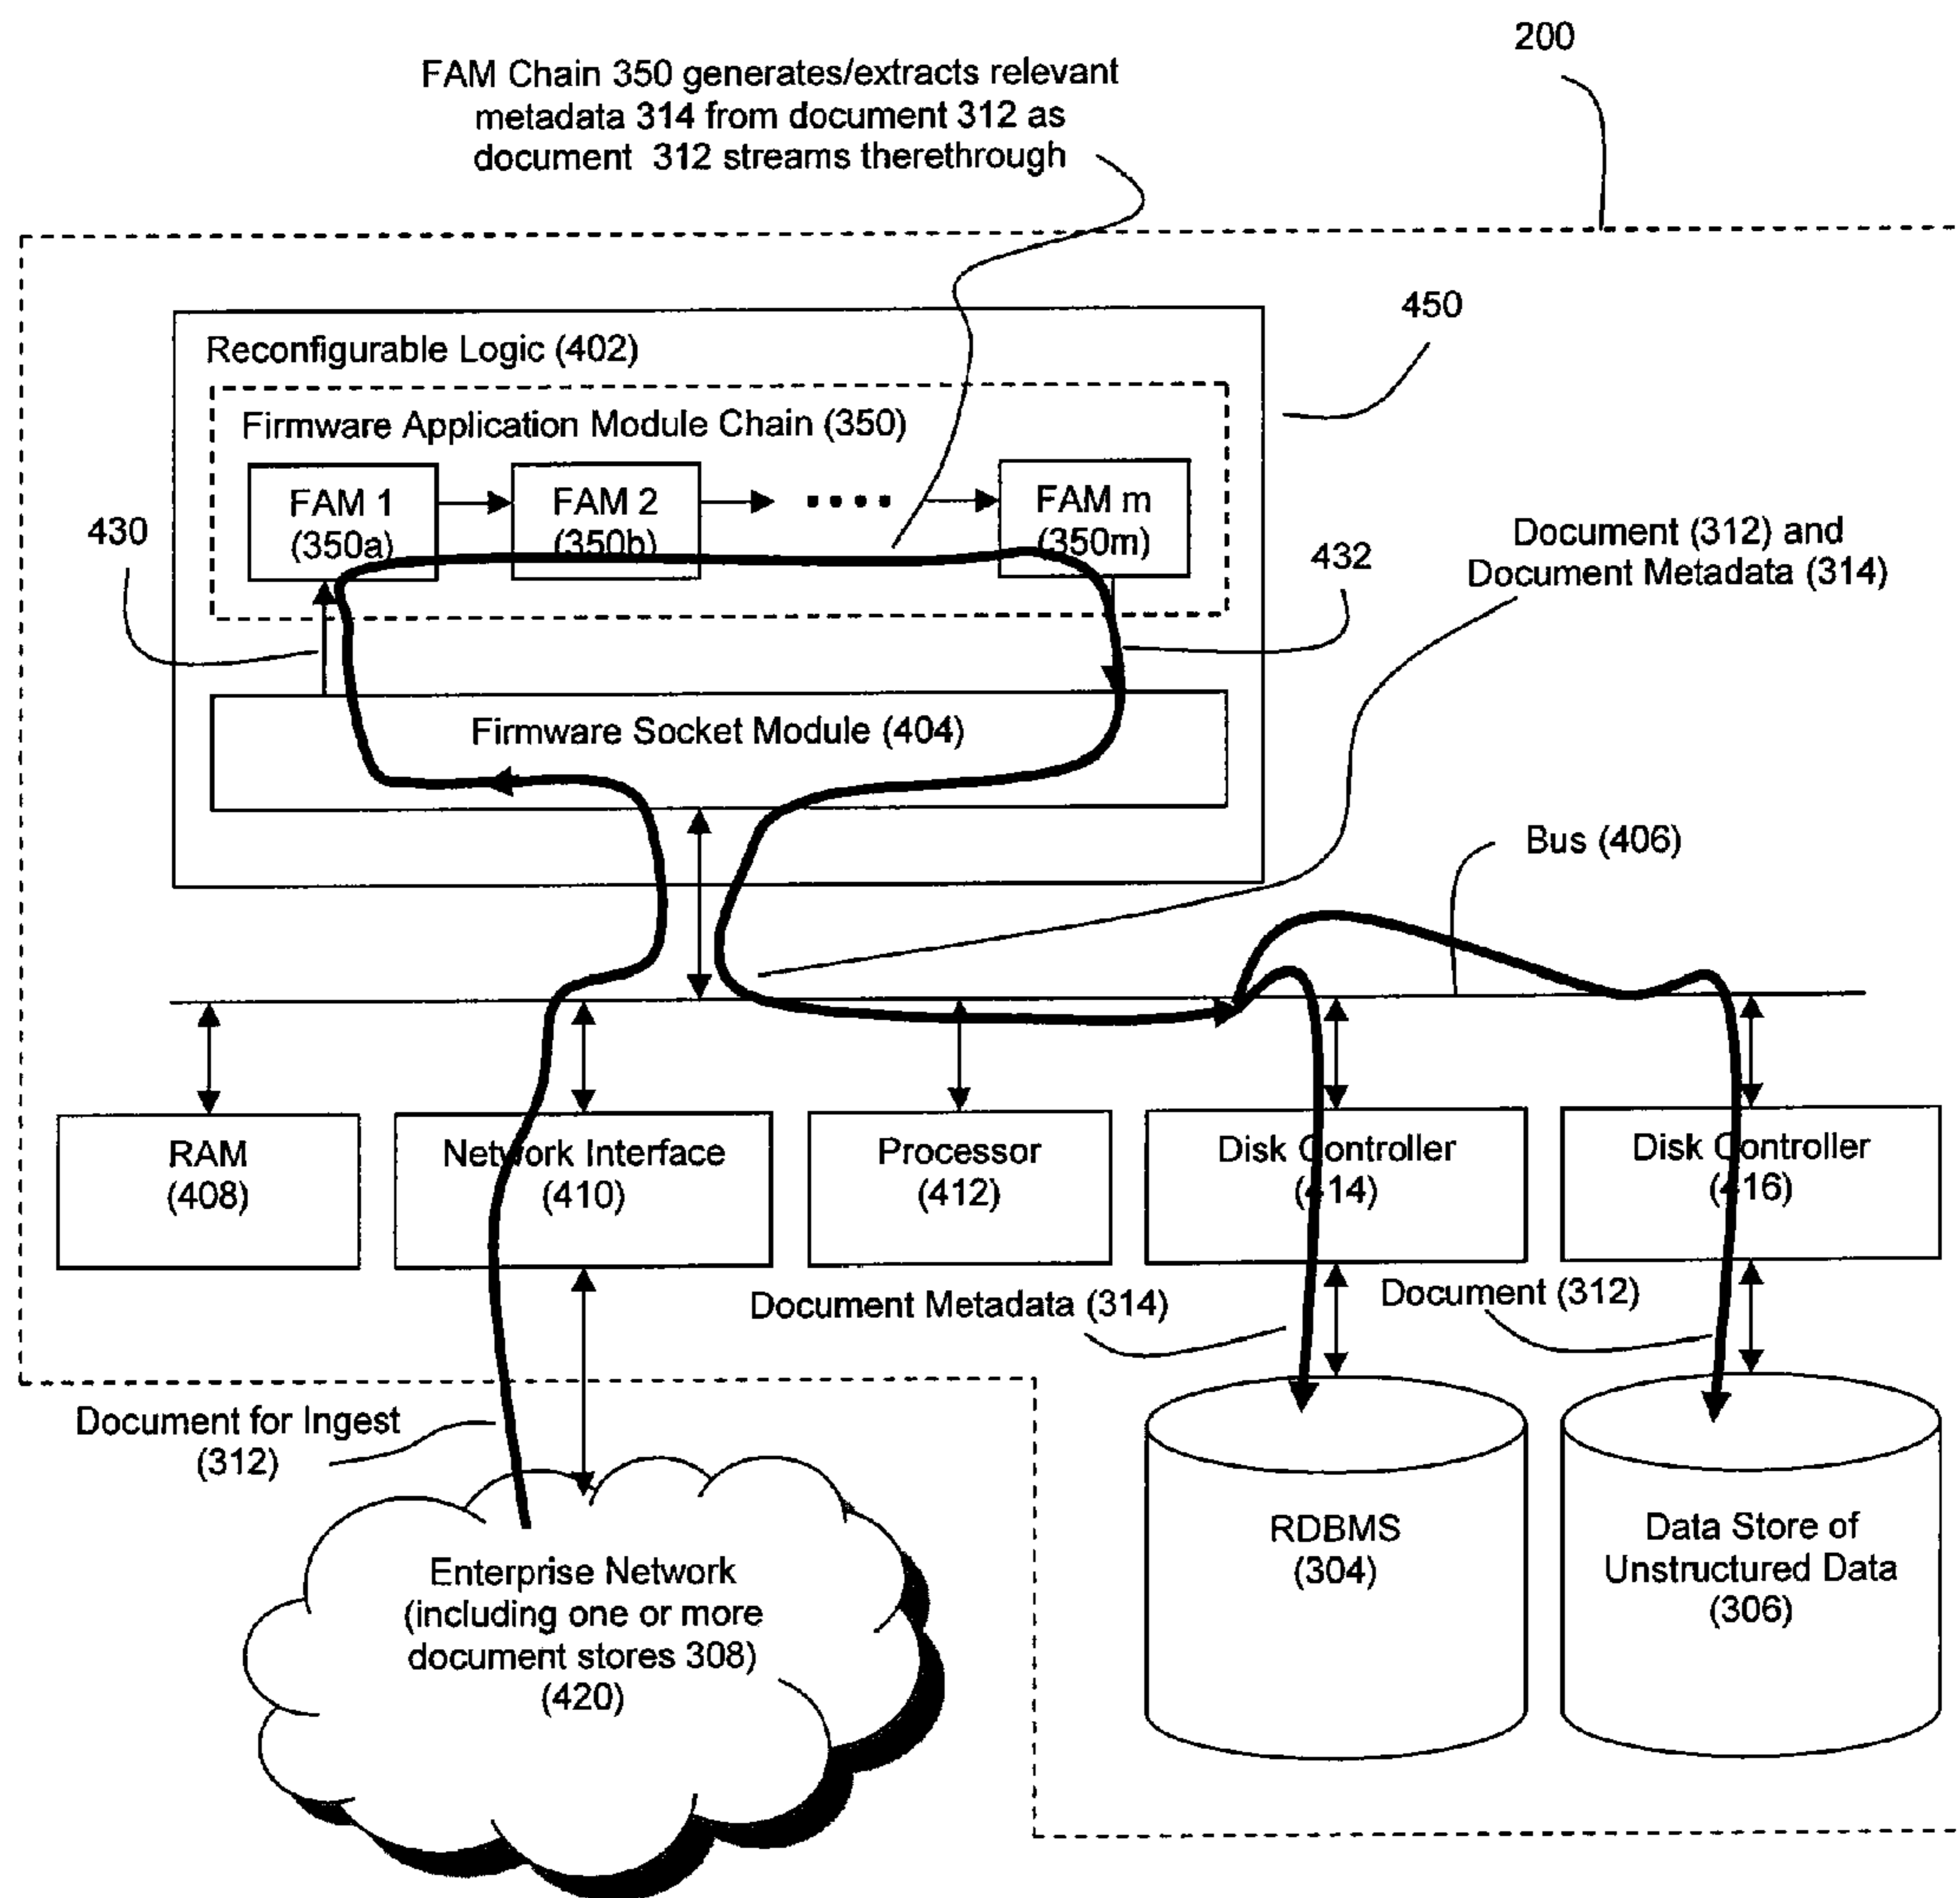 200
FAM Chain 350 generates/extracts relevant
metadata 314 from document 312 as
document 312 streams therethrough
450
Reconfigurable Logic (402)
Firmware Application Module Chain (350)
FAM 1
(350a)
FAM 2
(350b)
....
FAM m
(350m)
430
432
Document (312) and
Document Metadata (314)
Firmware Socket Module (404)
Bus (406)
RAM
(408)
Network Interface
(410)
Processor
(412)
Disk Controller
(414)
Disk Controller
(416)
Document Metadata (314)
Document (312)
Document for Ingest
(312)
Enterprise Network
(including one or more
document stores 308)
(420)
RDBMS
(304)
Data Store of
Unstructured Data
(306)